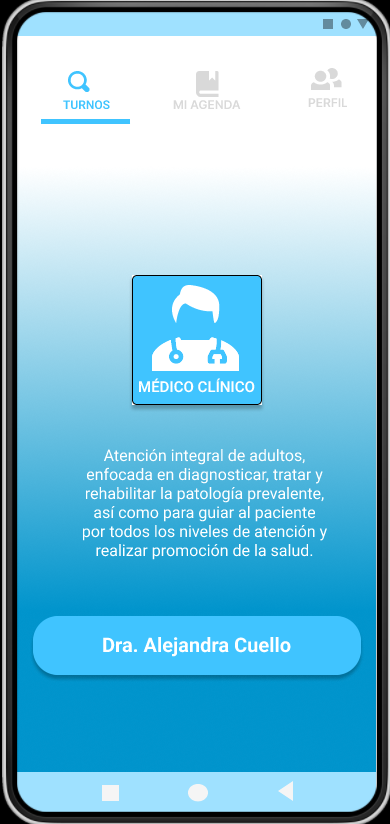 TURNOS
MI AGENDA
PERFIL
MÉDICO CLÍNICO
Atención integral de adultos,
enfocada en diagnosticar, tratar y
rehabilitar la patología prevalente,
así como para guiar al paciente
por todos los niveles de atención y
realizar promoción de la salud.
Dra. Alejandra Cuello